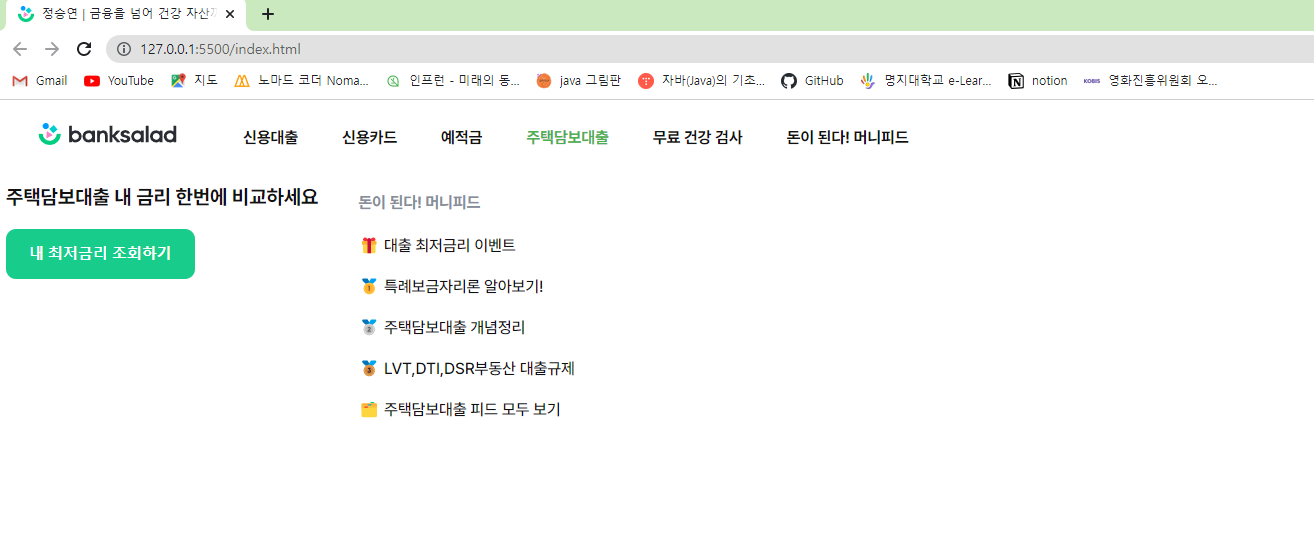 정승연 | 금융을 넘어 건강 자산까
127.0.0.1:5500/index.html
Gmail YouTube 지도 노마드 코더 Noma... 인프런 - 미래의 동... java 그림판 자바(Java)의 기초... GitHub 명지대학교 e-Lear... notion KOBIS 영화진흥위원회 오...
banksalad 신용대출 신용카드 예적금 주택담보대출 무료 건강 검사 돈이 된다! 머니피드
주택담보대출 내 금리 한번에 비교하세요
내 최저금리 조회하기
돈이 된다! 머니피드
대출 최저금리 이벤트
특례보금자리론 알아보기!
주택담보대출 개념정리
LVT,DTI,DSR부동산 대출규제
주택담보대출 피드 모두 보기